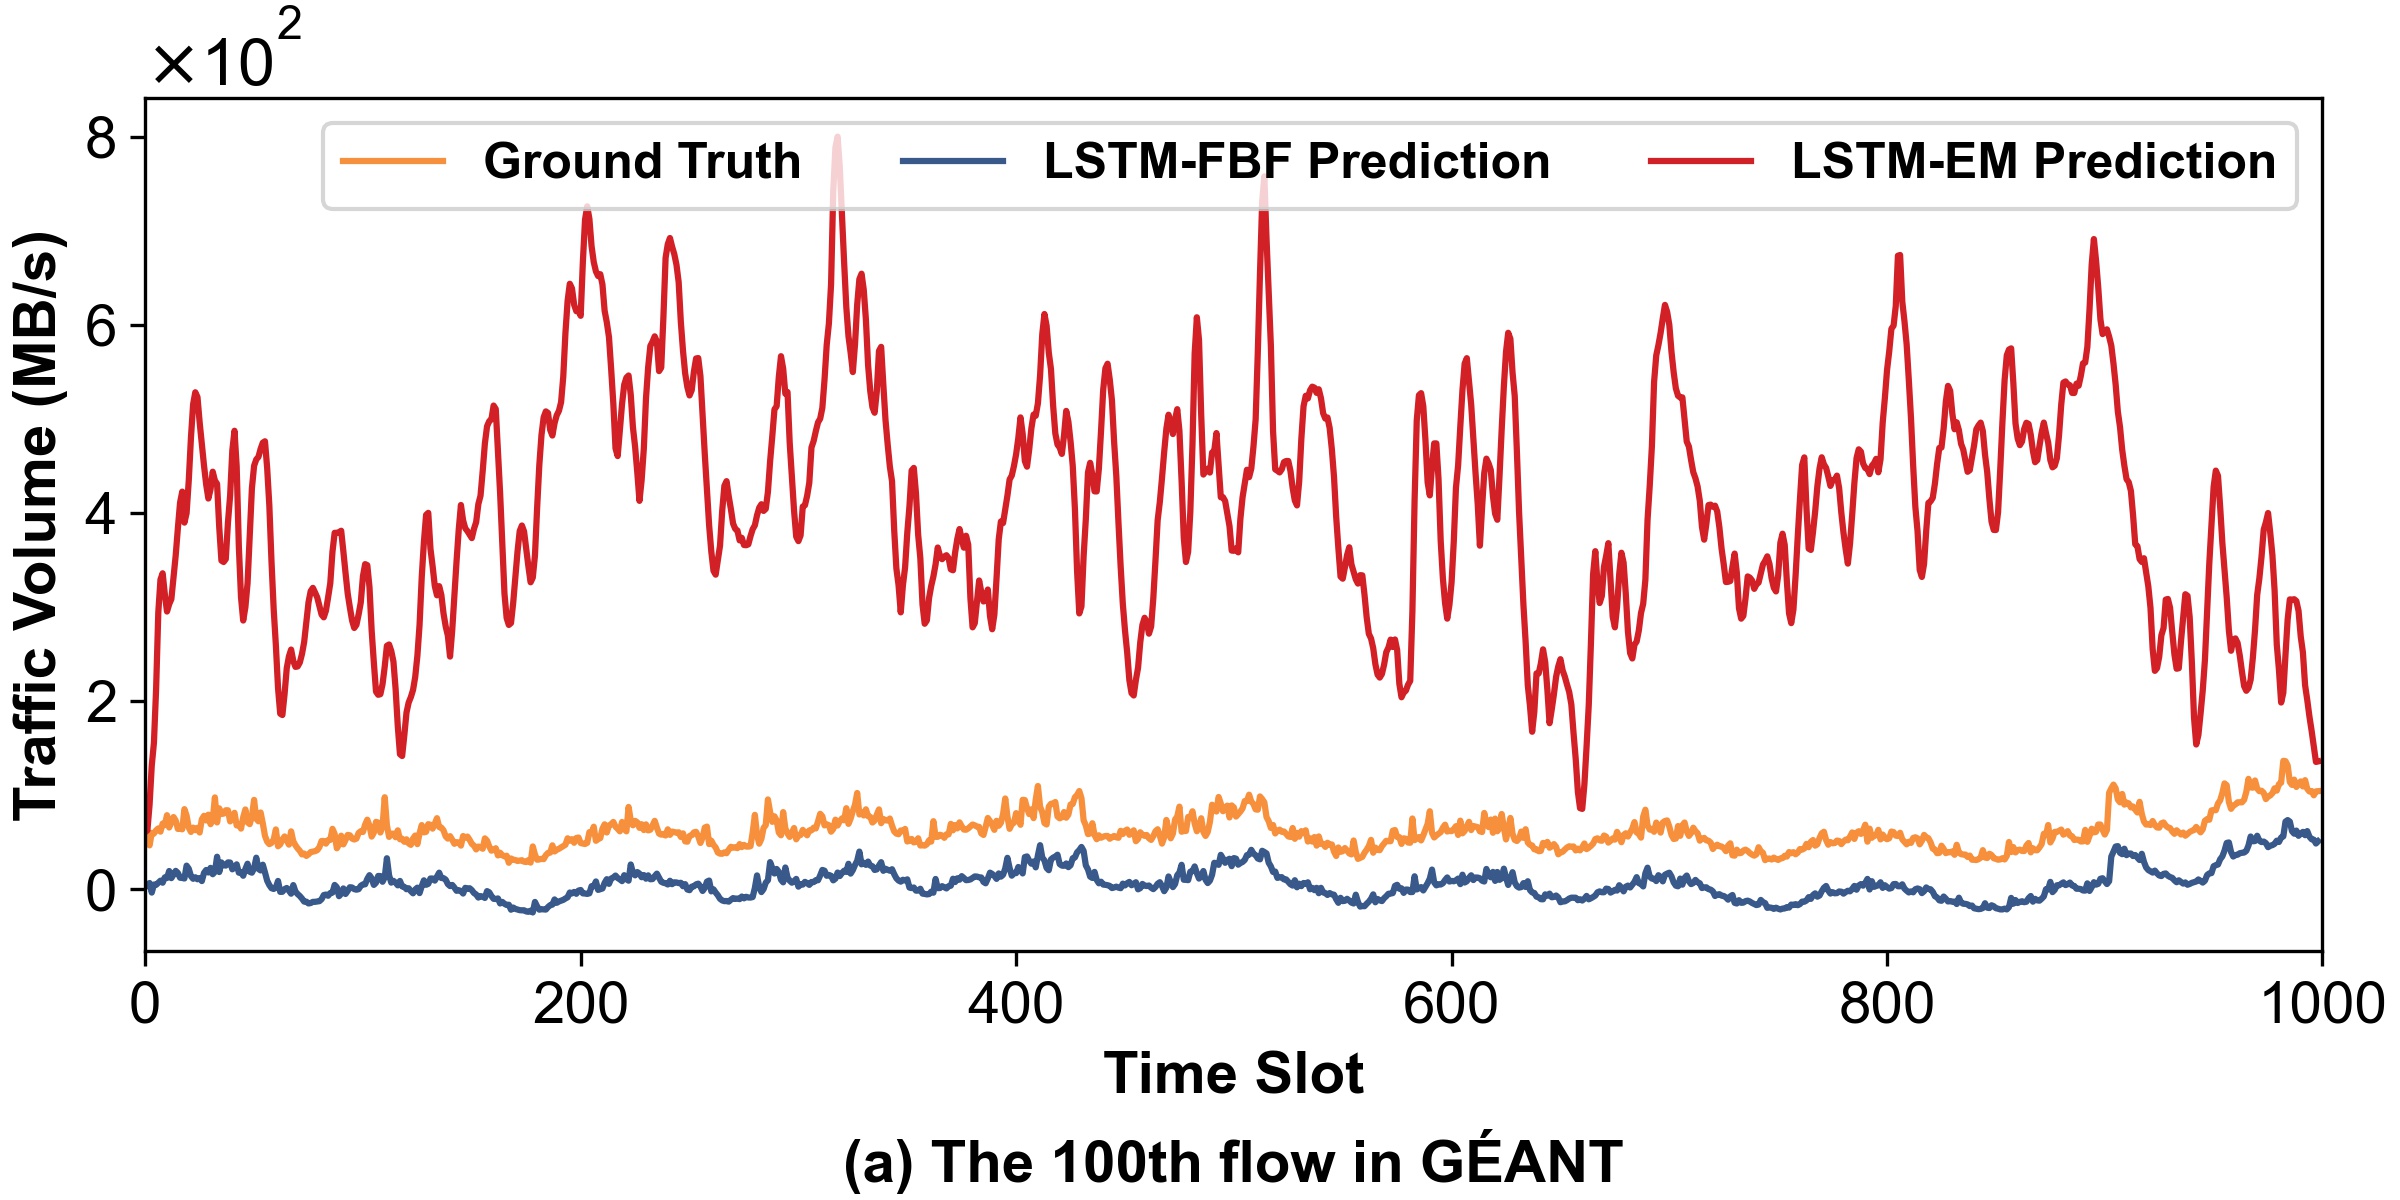 ×10²
8
6
4
2
0
Traffic Volume (MB/s)
Ground Truth LSTM-FBF Prediction LSTM-EM Prediction
0 200 400 600 800 1000
Time Slot
(a) The 100th flow in GÉANT